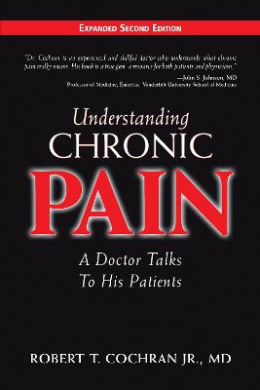 EXPANDED SECOND EDITION
"Dr. Cochran is an experienced and skillful doctor who understands what chronic
pain really means. His book is a true gem: a resource for both patients and physicians."
—John S. Johnson, MD
Professor of Medicine, Emeritus, Vanderbilt University School of Medicine
Understanding
CHRONIC
PAIN
A Doctor Talks
To His Patients
ROBERT T. COCHRAN JR., MD